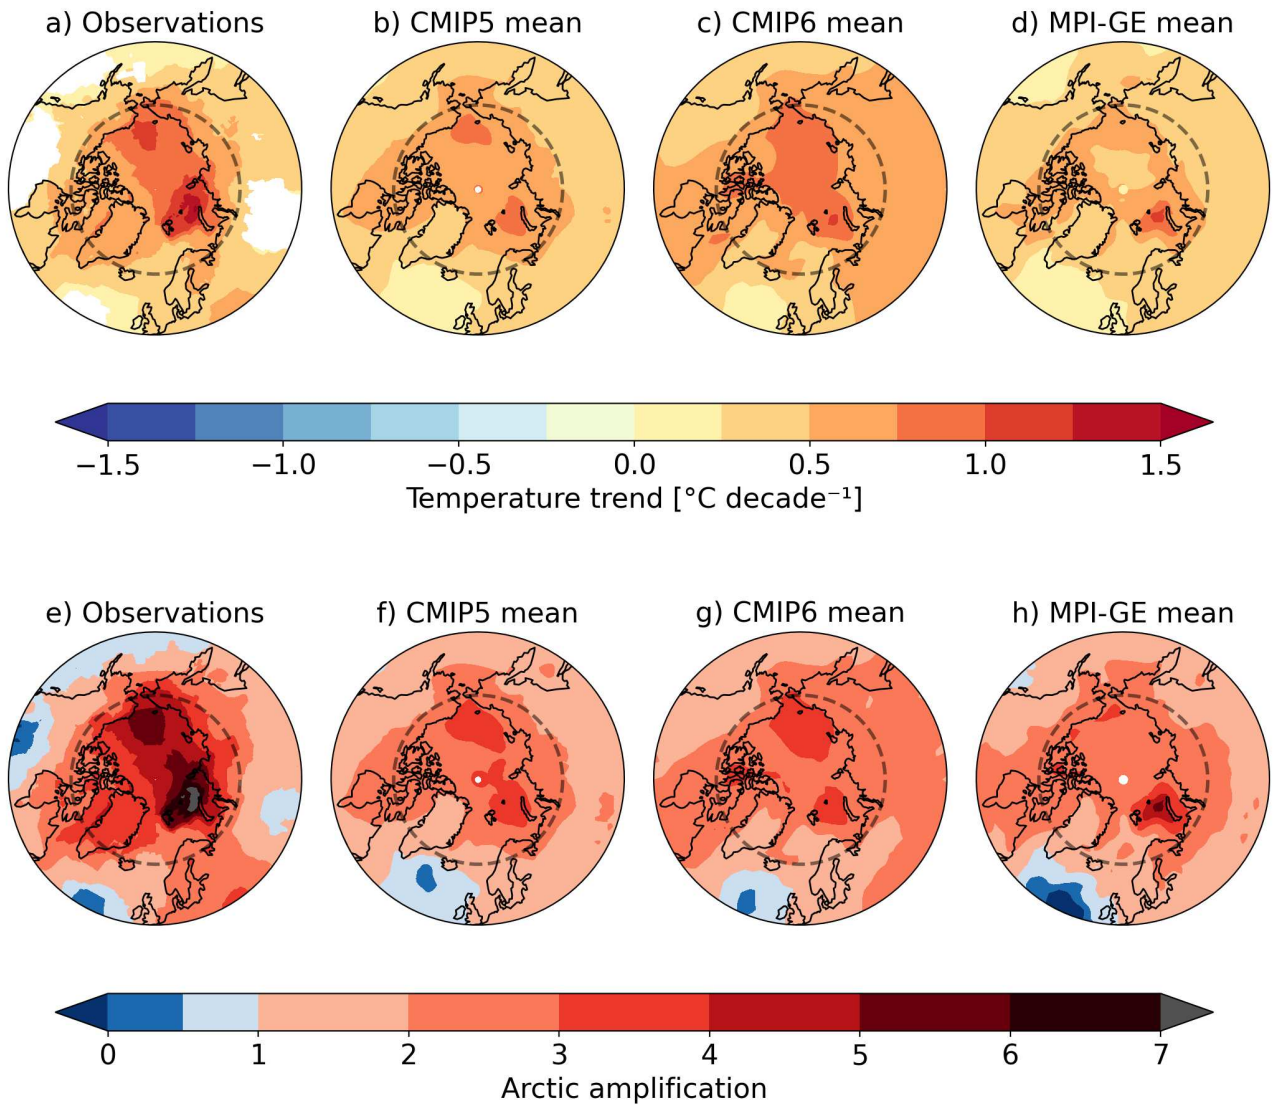 a) Observations
b) CMIP5 mean
c) CMIP6 mean
d) MPI-GE mean
−1.5 −1.0 −0.5 0.0 0.5 1.0 1.5
Temperature trend [°C decade⁻¹]
e) Observations
f) CMIP5 mean
g) CMIP6 mean
h) MPI-GE mean
0 1 2 3 4 5 6 7
Arctic amplification